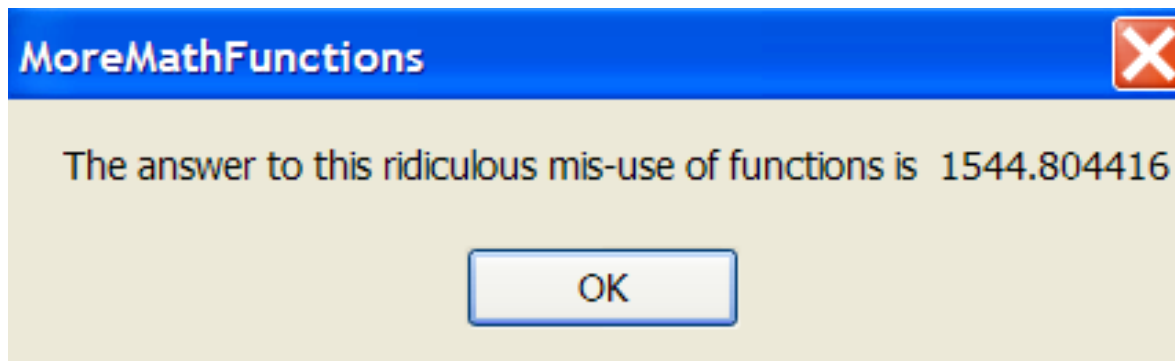 MoreMathFunctions
The answer to this ridiculous mis-use of functions is 1544.804416
OK